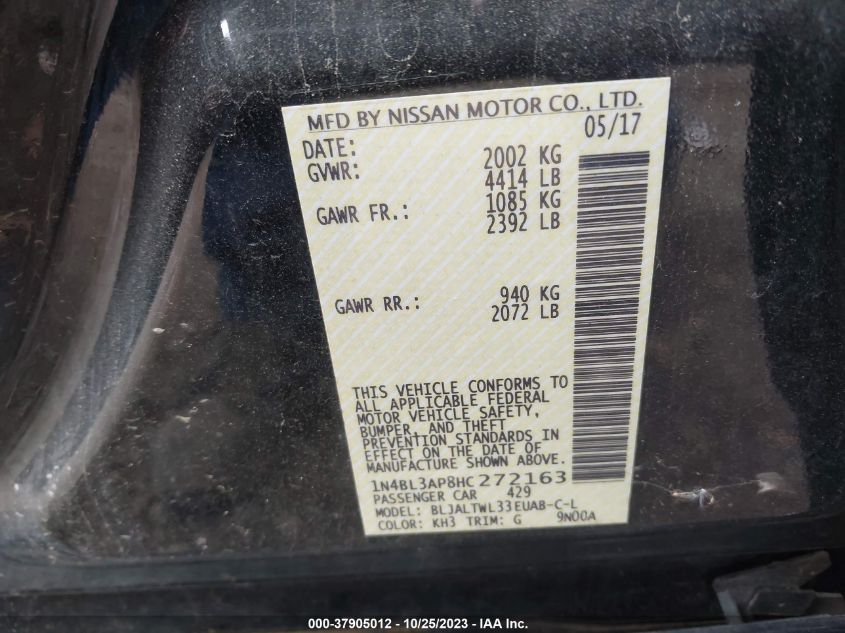 MFD BY NISSAN MOTOR CO., LTD.
DATE: 05/17
GVWR: 2002 KG
4414 LB
GAWR FR.: 1085 KG
2392 LB
GAWR RR.: 940 KG
2072 LB
THIS VEHICLE CONFORMS TO
ALL APPLICABLE FEDERAL
MOTOR VEHICLE SAFETY,
BUMPER, AND THEFT
PREVENTION STANDARDS IN
EFFECT ON THE DATE OF
MANUFACTURE SHOWN ABOVE.
1N4BL3AP8HC272163
PASSENGER CAR 429
MODEL: BLJALTWL33EUAB-C-L
COLOR: KH3 TRIM: G 9N00A
000-37905012 - 10/25/2023 - IAA Inc.